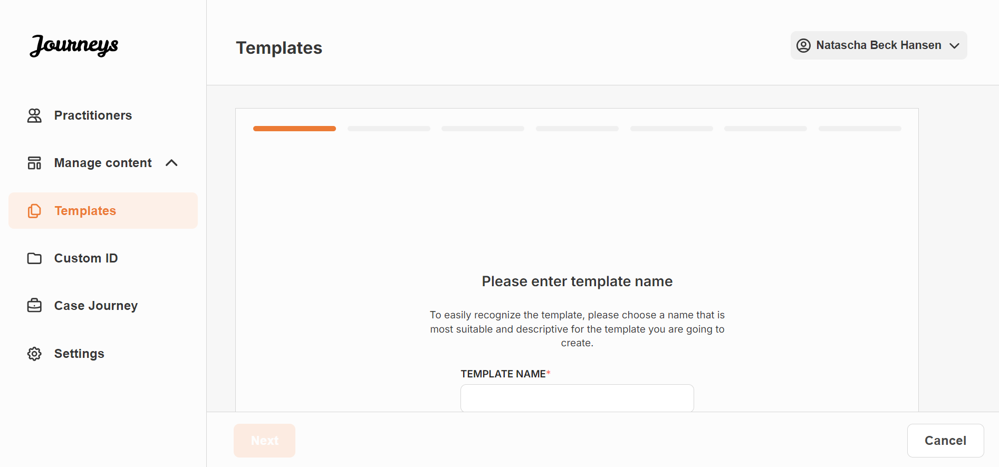 Journeys
Templates
Natascha Beck Hansen
Practitioners
Manage content
Templates
Custom ID
Case Journey
Settings
Please enter template name
To easily recognize the template, please choose a name that is
most suitable and descriptive for the template you are going to
create.
TEMPLATE NAME*
Next
Cancel